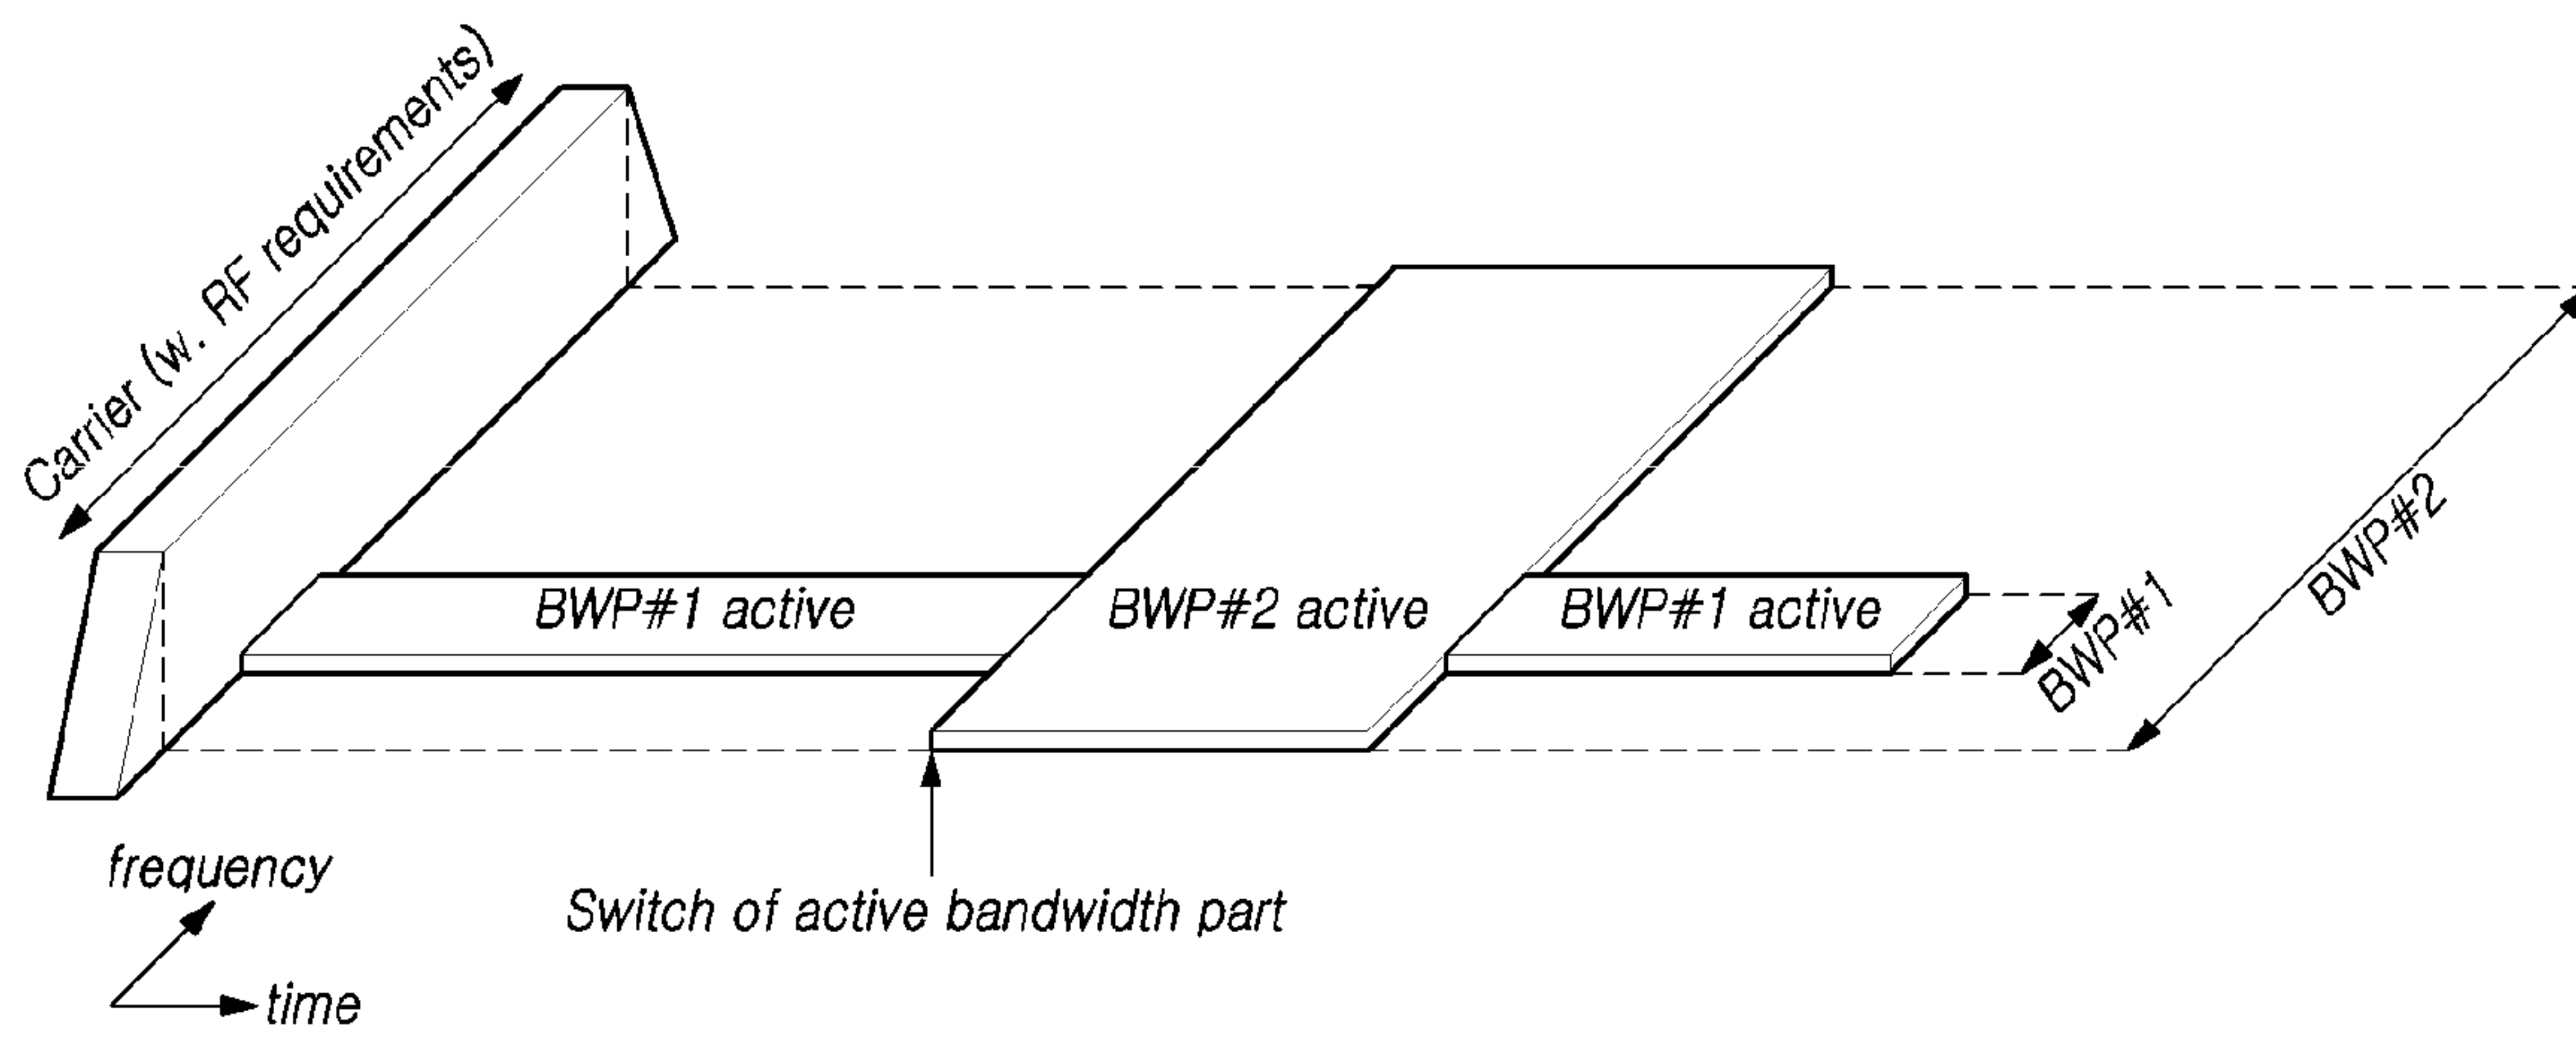 Carrier (w. RF requirements)
BWP#1 active
BWP#2 active
BWP#1 active
BWP#1
BWP#2
frequency
time
Switch of active bandwidth part